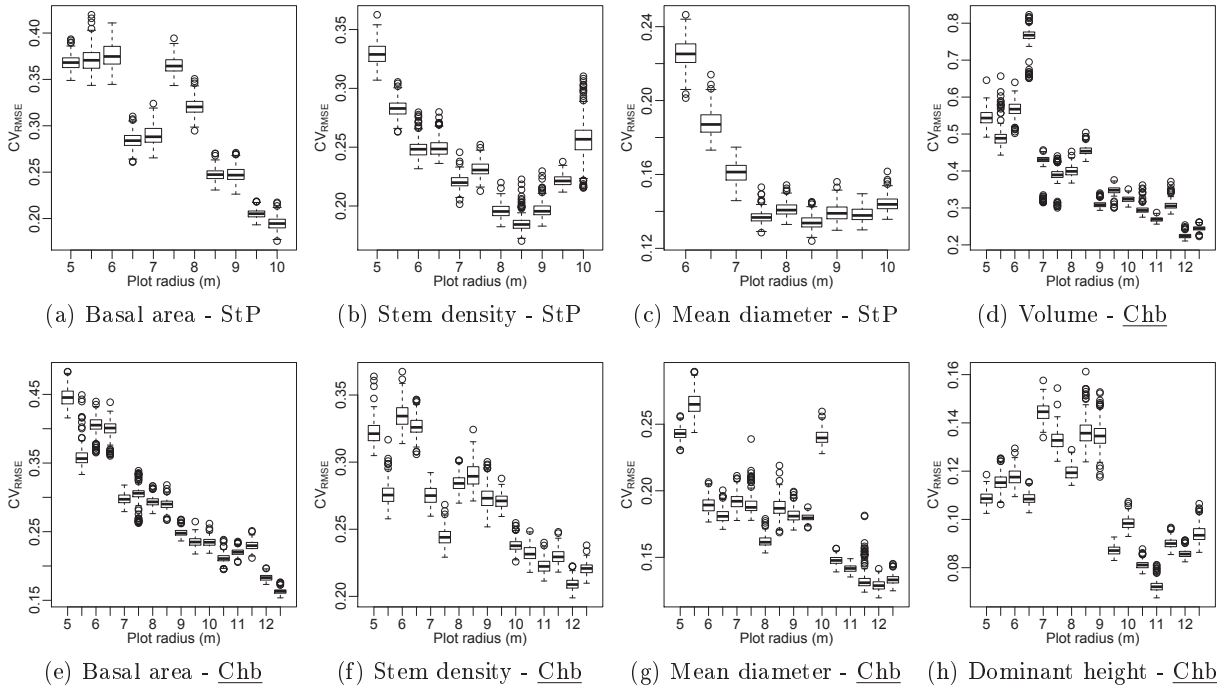 CV_RMSE
0.20 0.25 0.30 0.35 0.40
5 6 7 8 9 10
Plot radius (m)
(a) Basal area - StP
CV_RMSE
0.20 0.25 0.30 0.35
5 6 7 8 9 10
Plot radius (m)
(b) Stem density - StP
CV_RMSE
0.12 0.16 0.20 0.24
6 7 8 9 10
Plot radius (m)
(c) Mean diameter - StP
CV_RMSE
0.2 0.3 0.4 0.5 0.6 0.7 0.8
5 6 7 8 9 10 11 12
Plot radius (m)
(d) Volume - Chb
CV_RMSE
0.15 0.25 0.35 0.45
5 6 7 8 9 10 12
Plot radius (m)
(e) Basal area - Chb
CV_RMSE
0.20 0.25 0.30 0.35
5 6 7 8 9 10 12
Plot radius (m)
(f) Stem density - Chb
CV_RMSE
0.15 0.20 0.25
5 6 7 8 9 10 12
Plot radius (m)
(g) Mean diameter - Chb
CV_RMSE
0.08 0.10 0.12 0.14 0.16
5 6 7 8 9 10 12
Plot radius (m)
(h) Dominant height - Chb